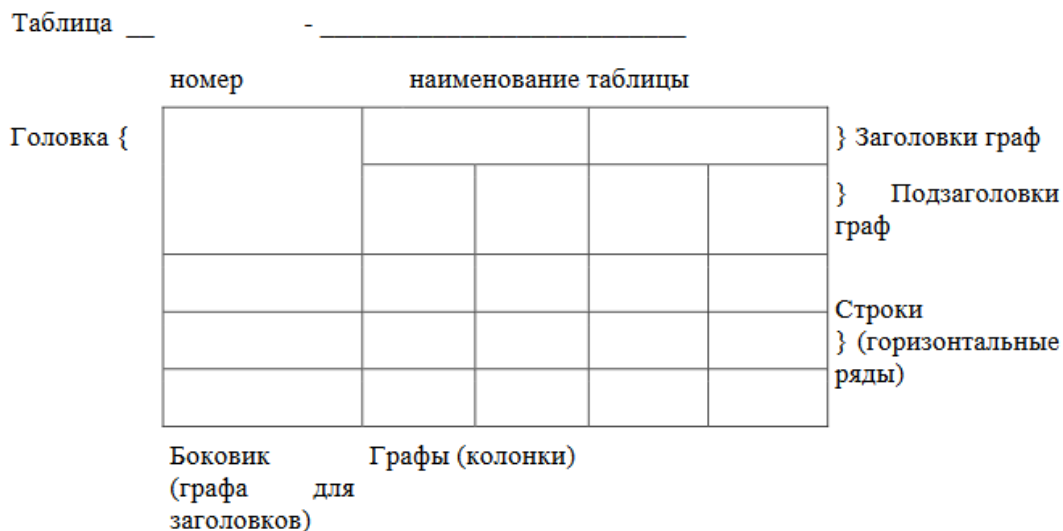 Таблица __ - __________________________
номер наименование таблицы
Головка { } Заголовки граф
} Подзаголовки
граф
Строки
} (горизонтальные
ряды)
Боковик Графы (колонки)
(графа для
заголовков)